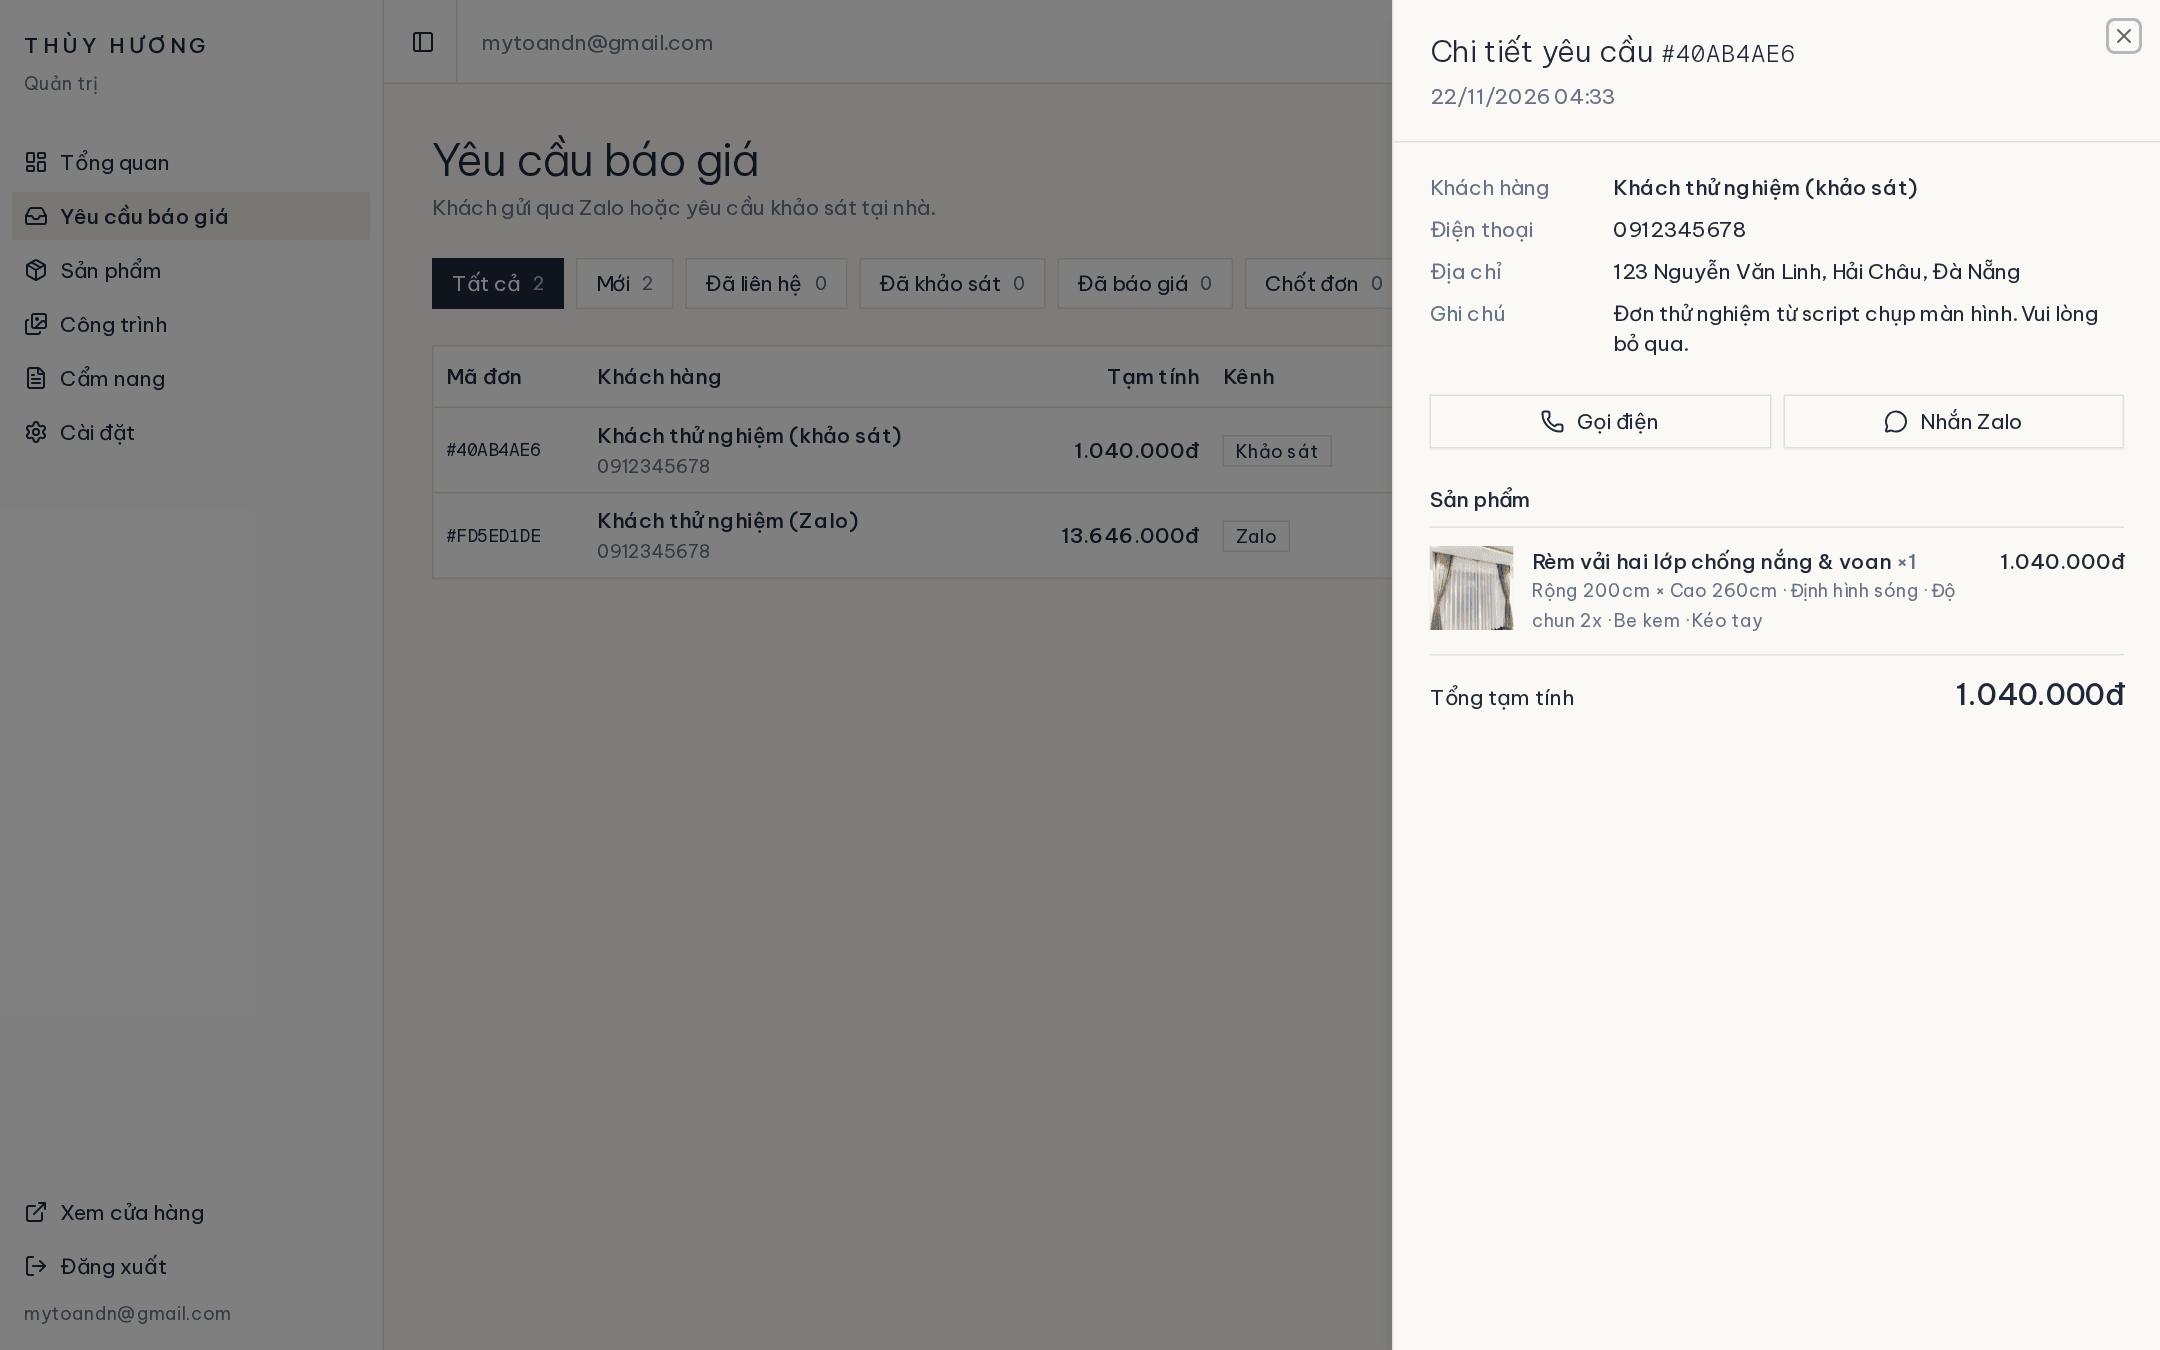 THÙY HƯƠNG
Quản trị
Tổng quan
Yêu cầu báo giá
Sản phẩm
Công trình
Cẩm nang
Cài đặt
Xem cửa hàng
Đăng xuất
mytoandn@gmail.com
mytoandn@gmail.com
Yêu cầu báo giá
Khách gửi qua Zalo hoặc yêu cầu khảo sát tại nhà.
Tất cả 2 Mới 2 Đã liên hệ 0 Đã khảo sát 0 Đã báo giá 0 Chốt đơn 0
Mã đơn Khách hàng Tạm tính Kênh
#40AB4AE6 Khách thử nghiệm (khảo sát) 1.040.000đ Khảo sát
0912345678
#FD5ED1DE Khách thử nghiệm (Zalo) 13.646.000đ Zalo
0912345678
Chi tiết yêu cầu #40AB4AE6
22/11/2026 04:33
Khách hàng Khách thử nghiệm (khảo sát)
Điện thoại 0912345678
Địa chỉ 123 Nguyễn Văn Linh, Hải Châu, Đà Nẵng
Ghi chú Đơn thử nghiệm từ script chụp màn hình. Vui lòng
bỏ qua.
Gọi điện Nhắn Zalo
Sản phẩm
Rèm vải hai lớp chống nắng & voan ×1 1.040.000đ
Rộng 200cm × Cao 260cm · Định hình sóng · Độ
chun 2x · Be kem · Kéo tay
Tổng tạm tính 1.040.000đ